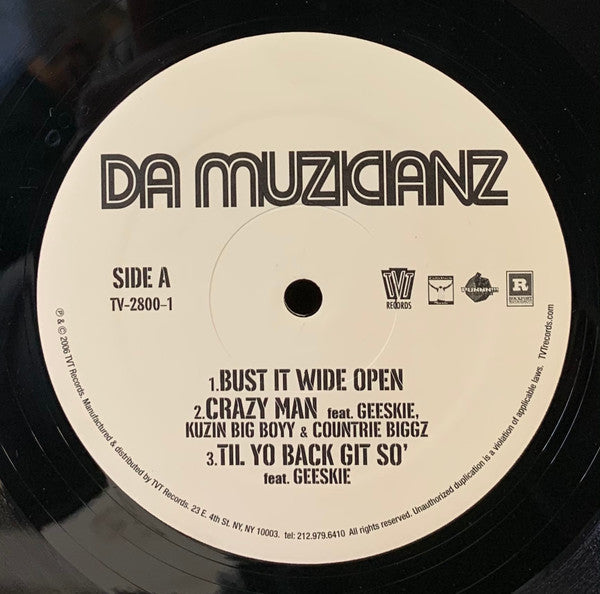 DA MUZICIANZ
SIDE A
TV-2800-1
TVT
RECORDS
R
1.BUST IT WIDE OPEN
2.CRAZY MAN feat. GEESKIE,
KUZIN BIG BOYY & COUNTRIE BIGGZ
3.TIL YO BACK GIT SO’
feat. GEESKIE
℗ & © 2006 TVT Records. Manufactured & distributed by TVT Records. 23 E. 4th St. NY, NY 10003. tel: 212.979.6410 All rights reserved. Unauthorized duplication is a violation of applicable laws. TVTrecords.com